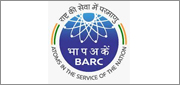 राष्ट्र की सेवा में परमाणु
भा प अ कें
BARC
ATOMS IN THE SERVICE OF THE NATION